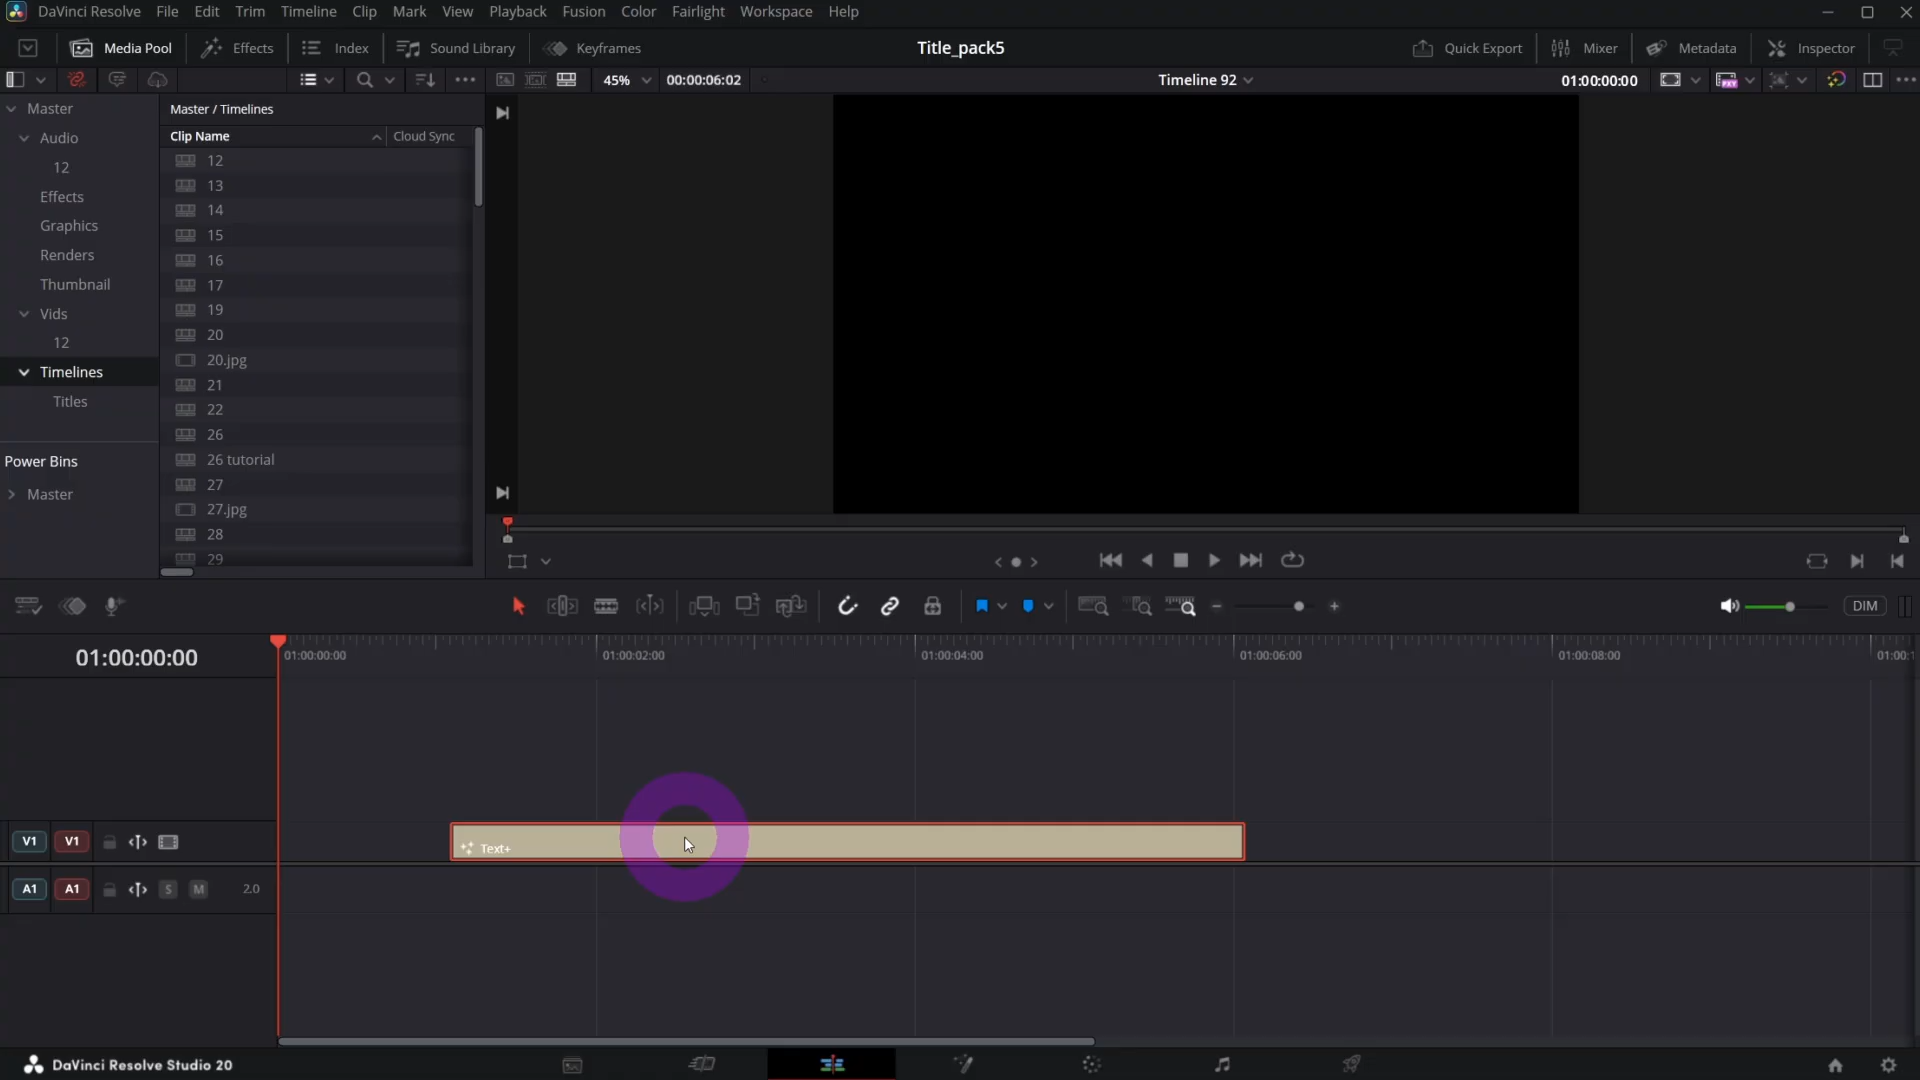 DaVinci Resolve File Edit Trim Timeline Clip Mark View Playback Fusion Color Fairlight Workspace Help
Media Pool Effects Index Sound Library Keyframes Title_pack5 Quick Export Mixer Metadata Inspector
45% 00:00:06:02 Timeline 92 01:00:00:00
Master
Audio
12
Effects
Graphics
Renders
Thumbnail
Vids
12
Timelines
Titles
Power Bins
Master
Master / Timelines
Clip Name Cloud Sync
12
13
14
15
16
17
19
20
20.jpg
21
22
26
26 tutorial
27
27.jpg
28
29
DIM
01:00:00:00
01:00:00:00 01:00:02:00 01:00:04:00 01:00:06:00 01:00:08:00 01:00:1
V1 V1
Text+
A1 A1 S M 2.0
DaVinci Resolve Studio 20